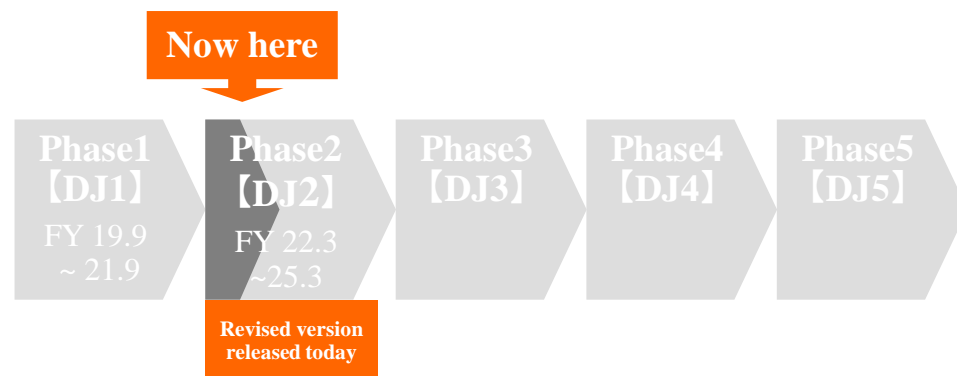 Now here
Phase1
【DJ1】
FY 19.9
~ 21.9
Phase2
【DJ2】
FY 22.3
~25.3
Phase3
【DJ3】
Phase4
【DJ4】
Phase5
【DJ5】
Revised version
released today